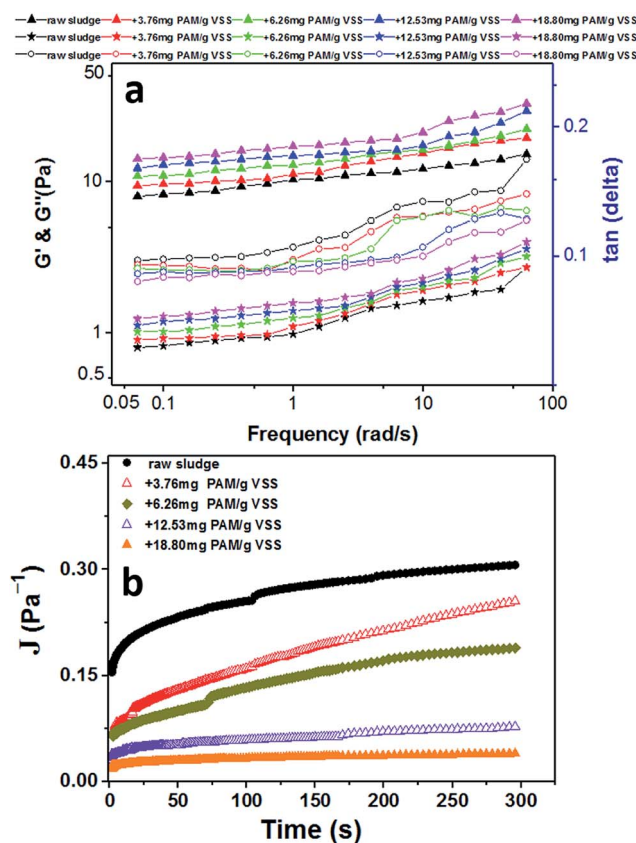 raw sludge +3.76mg PAM/g VSS +6.26mg PAM/g VSS +12.53mg PAM/g VSS +18.80mg PAM/g VSS
raw sludge +3.76mg PAM/g VSS +6.26mg PAM/g VSS +12.53mg PAM/g VSS +18.80mg PAM/g VSS
raw sludge +3.76mg PAM/g VSS +6.26mg PAM/g VSS +12.53mg PAM/g VSS +18.80mg PAM/g VSS
50
a
0.2
10
G' & G''(Pa)
tan (delta)
0.1
1
0.5
0.05 0.1 1 10 100
Frequency (rad/s)
0.45
raw sludge
+3.76mg PAM/g VSS
+6.26mg PAM/g VSS
+12.53mg PAM/g VSS
+18.80mg PAM/g VSS
b
0.30
J (Pa⁻¹)
0.15
0.00
0 50 100 150 200 250 300
Time (s)